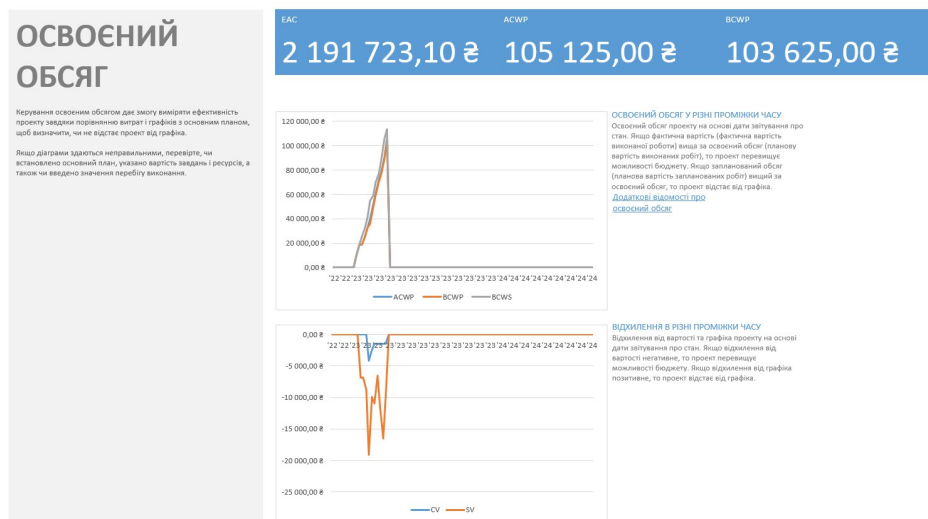 ОСВОЄНИЙ
ОБСЯГ
Керування освоєним обсягом дає змогу виміряти ефективність
проекту завдяки порівнянню витрат і графіків з основним планом,
щоб визначити, чи не відстає проект від графіка.
Якщо діаграми здаються неправильними, перевірте, чи
встановлено основний план, указано вартість завдань і ресурсів, а
також чи введено значення перебігу виконання.
EAC ACWP BCWP
2 191 723,10 ₴ 105 125,00 ₴ 103 625,00 ₴
120 000,00 ₴
100 000,00 ₴
80 000,00 ₴
60 000,00 ₴
40 000,00 ₴
20 000,00 ₴
0,00 ₴
'22'22'23'23'23'23'23'23'23'23'23'23'23'23'23'24'24'24'24'24'24'24'24
ACWP BCWP BCWS
ОСВОЄНИЙ ОБСЯГ У РІЗНІ ПРОМІЖКИ ЧАСУ
Освоєний обсяг проекту на основі дати звітування про
стан. Якщо фактична вартість (фактична вартість
виконаної роботи) вища за освоєний обсяг (планову
вартість виконаних робіт), то проект перевищує
можливості бюджету. Якщо запланований обсяг
(планова вартість запланованих робіт) вищий за
освоєний обсяг, то проект відстає від графіка.
Додаткові відомості про
освоєний обсяг
0,00 ₴
'22'22'23'23'23'23'23'23'23'23'23'23'23'23'23'24'24'24'24'24'24'24'24
-5 000,00 ₴
-10 000,00 ₴
-15 000,00 ₴
-20 000,00 ₴
-25 000,00 ₴
CV SV
ВІДХИЛЕННЯ В РІЗНІ ПРОМІЖКИ ЧАСУ
Відхилення від вартості та графіка проекту на основі
дати звітування про стан. Якщо відхилення від
вартості негативне, то проект перевищує
можливості бюджету. Якщо відхилення від графіка
позитивне, то проект відстає від графіка.